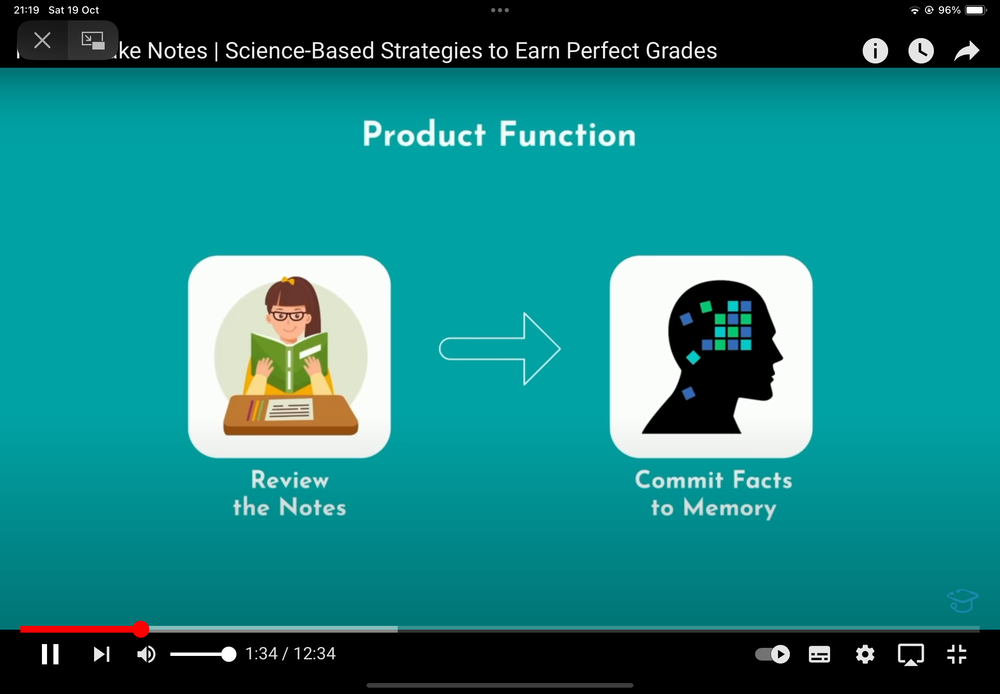 21:19 Sat 19 Oct
96%
ke Notes | Science-Based Strategies to Earn Perfect Grades
Product Function
Review
the Notes
Commit Facts
to Memory
1:34 / 12:34